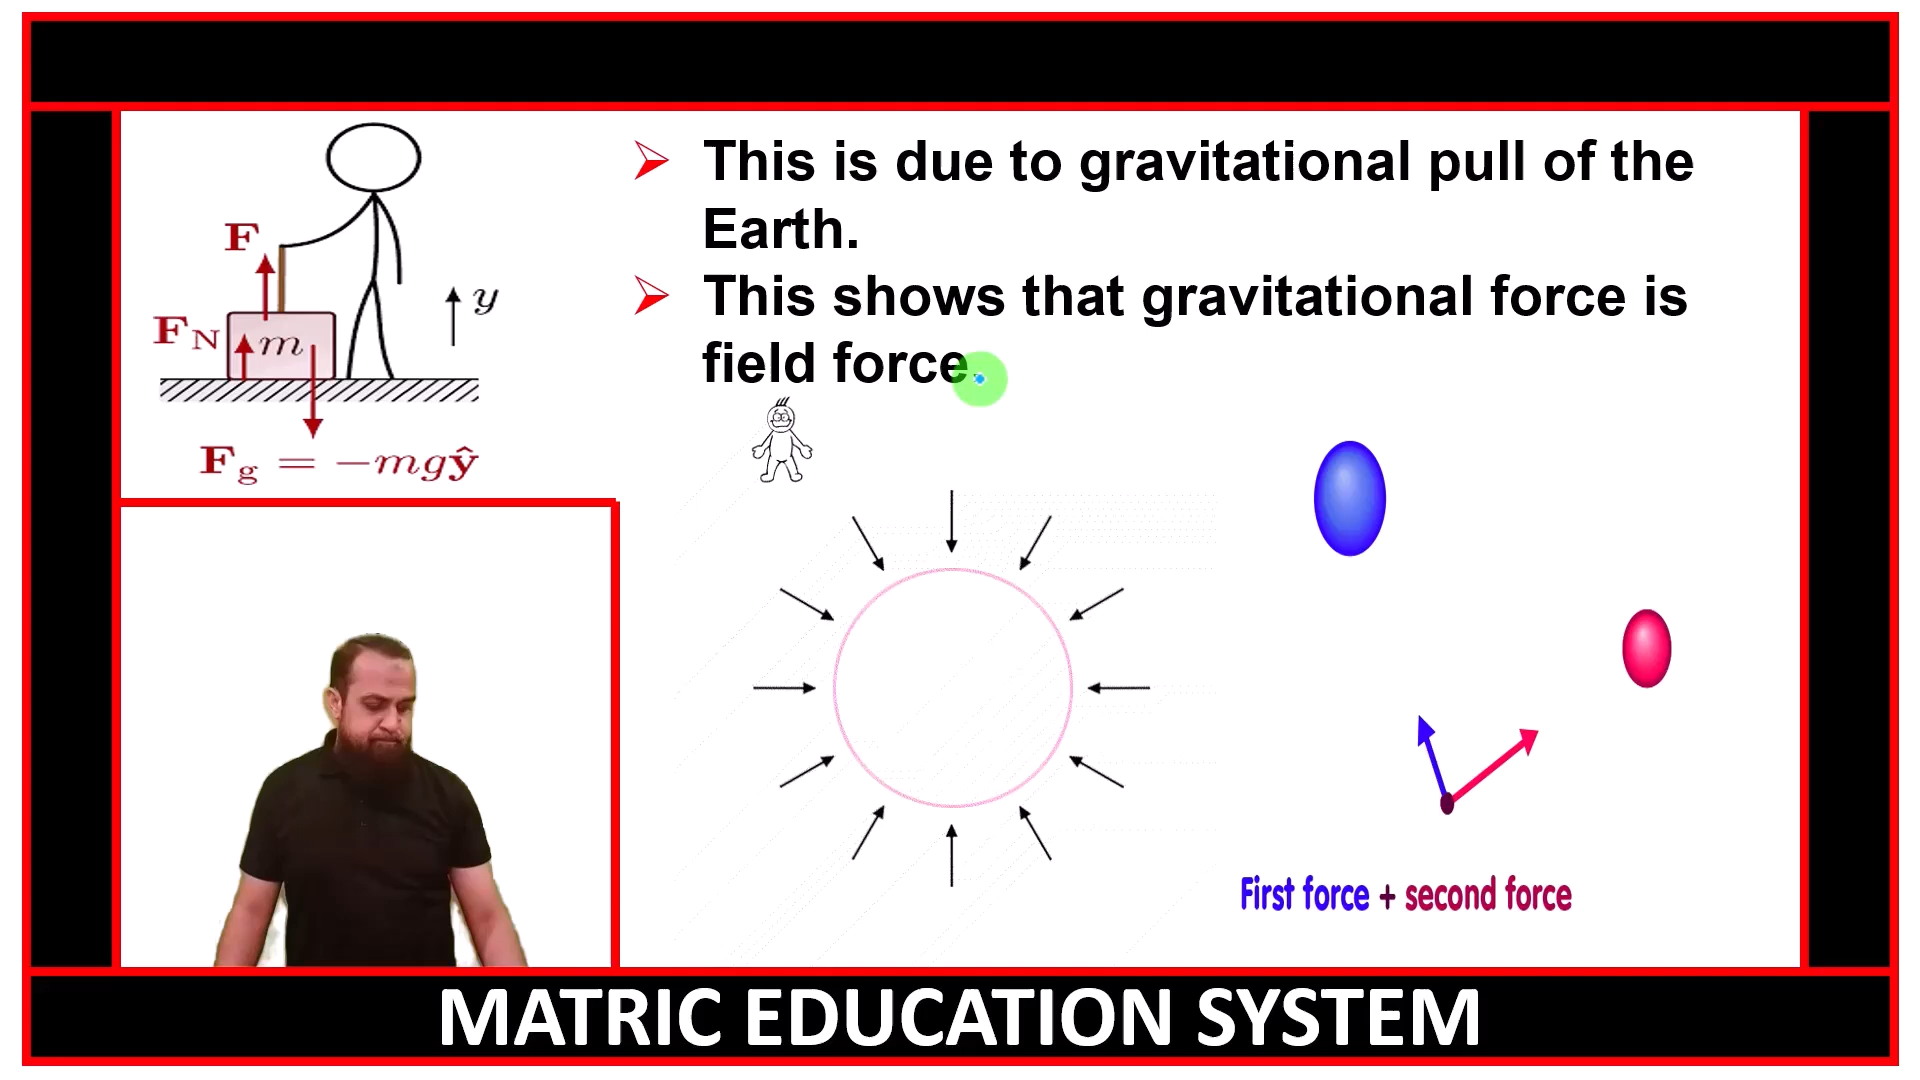 This is due to gravitational pull of the
Earth.
This shows that gravitational force is
field force.
F
y
F_N
m
F_g = −mgŷ
First force + second force
MATRIC EDUCATION SYSTEM